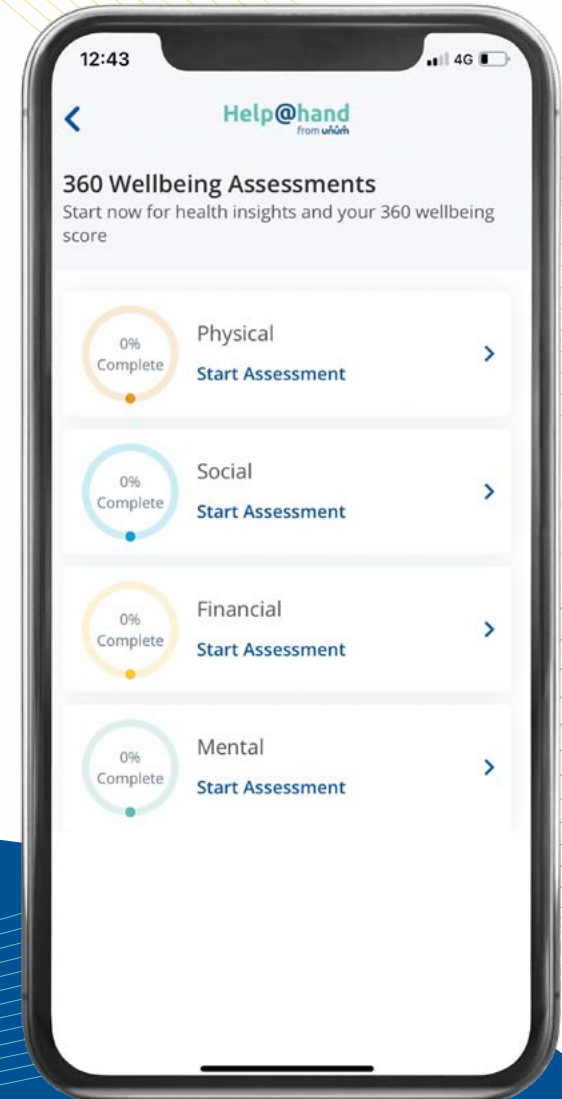 12:43
4G
Help@hand
from unum
360 Wellbeing Assessments
Start now for health insights and your 360 wellbeing
score
0%
Complete
Physical
Start Assessment
0%
Complete
Social
Start Assessment
0%
Complete
Financial
Start Assessment
0%
Complete
Mental
Start Assessment